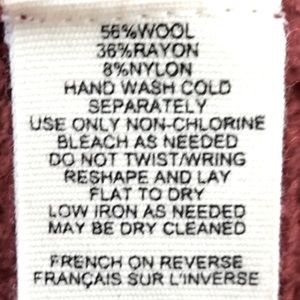 56%WOOL
36%RAYON
8%NYLON
HAND WASH COLD
SEPARATELY
USE ONLY NON-CHLORINE
BLEACH AS NEEDED
DO NOT TWIST/WRING
RESHAPE AND LAY
FLAT TO DRY
LOW IRON AS NEEDED
MAY BE DRY CLEANED
FRENCH ON REVERSE
FRANÇAIS SUR L'INVERSE